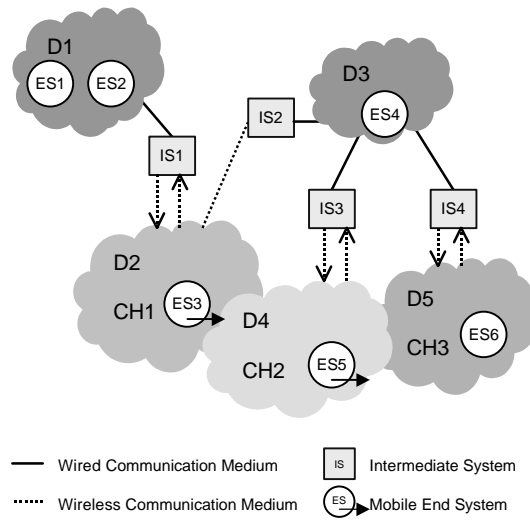 D1
ES1
ES2
D3
ES4
IS2
IS1
IS3
IS4
D2
CH1
ES3
D4
CH2
ES5
D5
CH3
ES6
Wired Communication Medium
IS
Intermediate System
Wireless Communication Medium
ES
Mobile End System